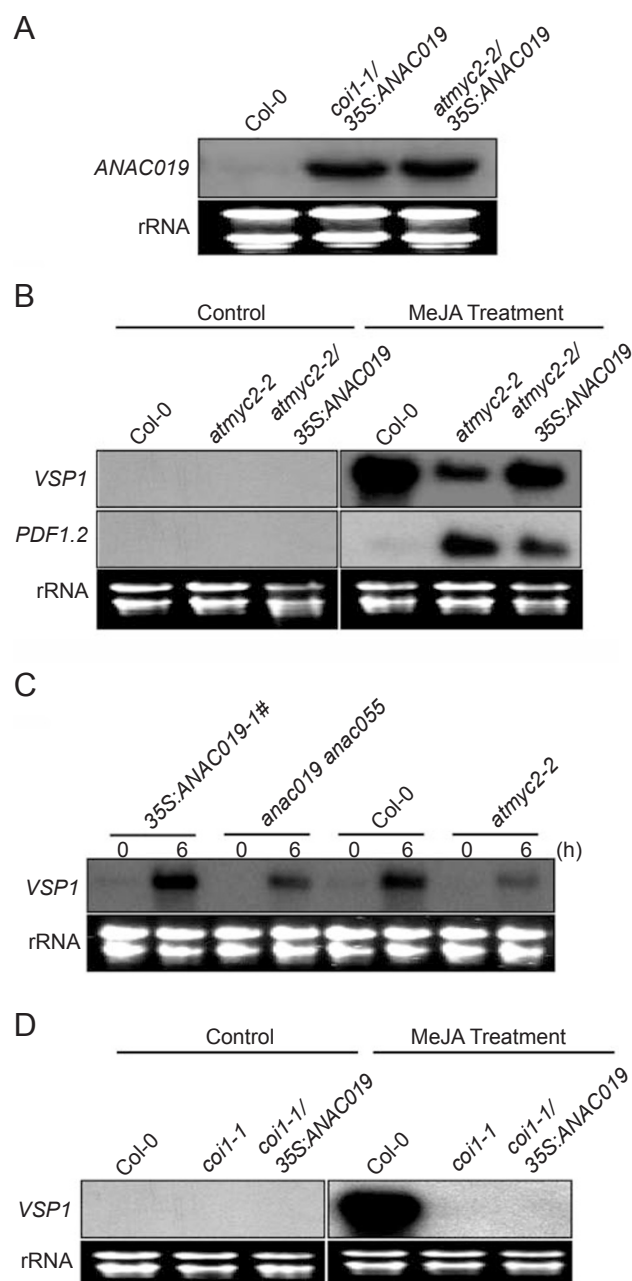 A
Col-0
coi1-1/
35S:ANAC019
atmyc2-2/
35S:ANAC019
ANAC019
rRNA
B
Control
MeJA Treatment
Col-0
atmyc2-2
atmyc2-2/
35S:ANAC019
Col-0
atmyc2-2
atmyc2-2/
35S:ANAC019
VSP1
PDF1.2
rRNA
C
35S:ANAC019-1#
anac019 anac055
Col-0
atmyc2-2
0 6 0 6 0 6 0 6 (h)
VSP1
rRNA
D
Control
MeJA Treatment
Col-0
coi1-1
coi1-1/
35S:ANAC019
Col-0
coi1-1
coi1-1/
35S:ANAC019
VSP1
rRNA